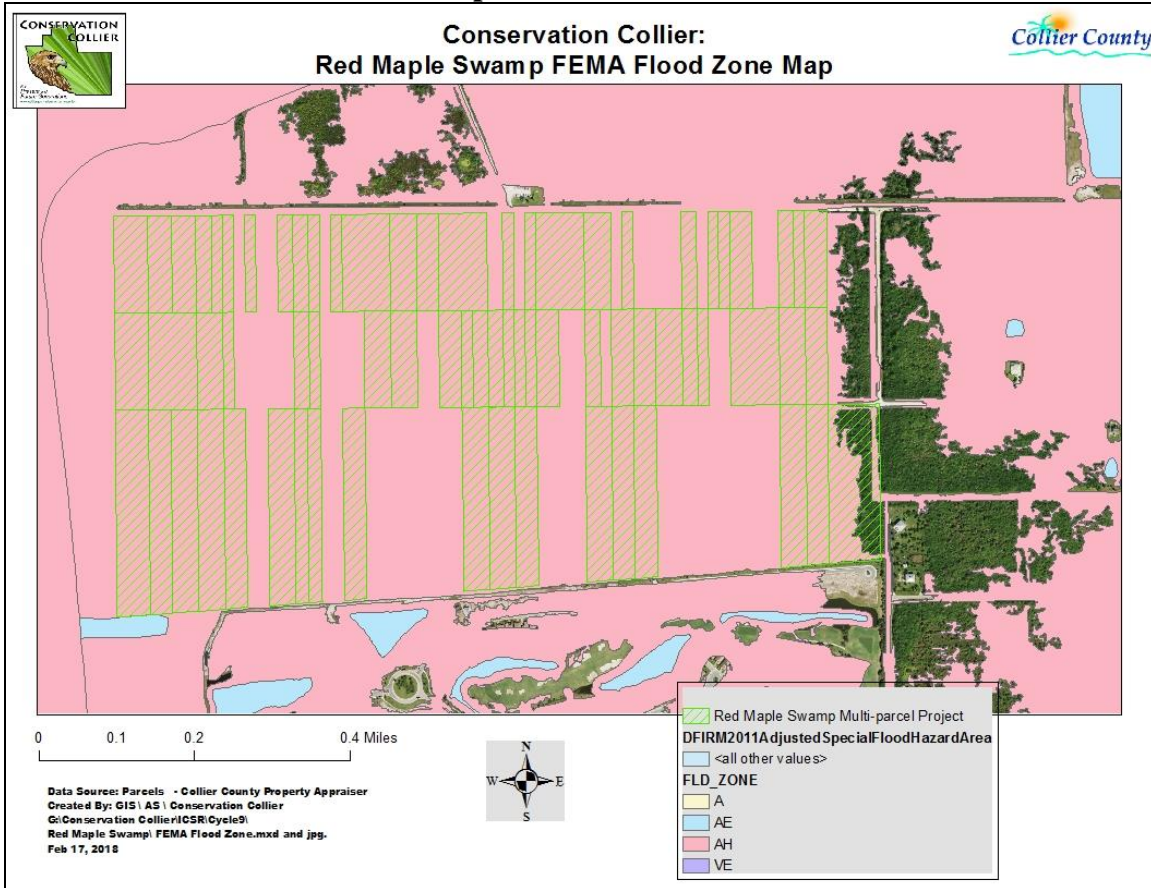 CONSERVATION
COLLIER
Conservation Collier:
Red Maple Swamp FEMA Flood Zone Map
Collier County
0 0.1 0.2 0.4 Miles
N
W E
S
Data Source: Parcels - Collier County Property Appraiser
Created By: GIS \ AS \ Conservation Collier
G:\Conservation Collier\ICSR\Cycle9\
Red Maple Swamp\ FEMA Flood Zone.mxd and jpg.
Feb 17, 2018
Red Maple Swamp Multi-parcel Project
DFIRM2011AdjustedSpecialFloodHazardArea
<all other values>
FLD_ZONE
A
AE
AH
VE